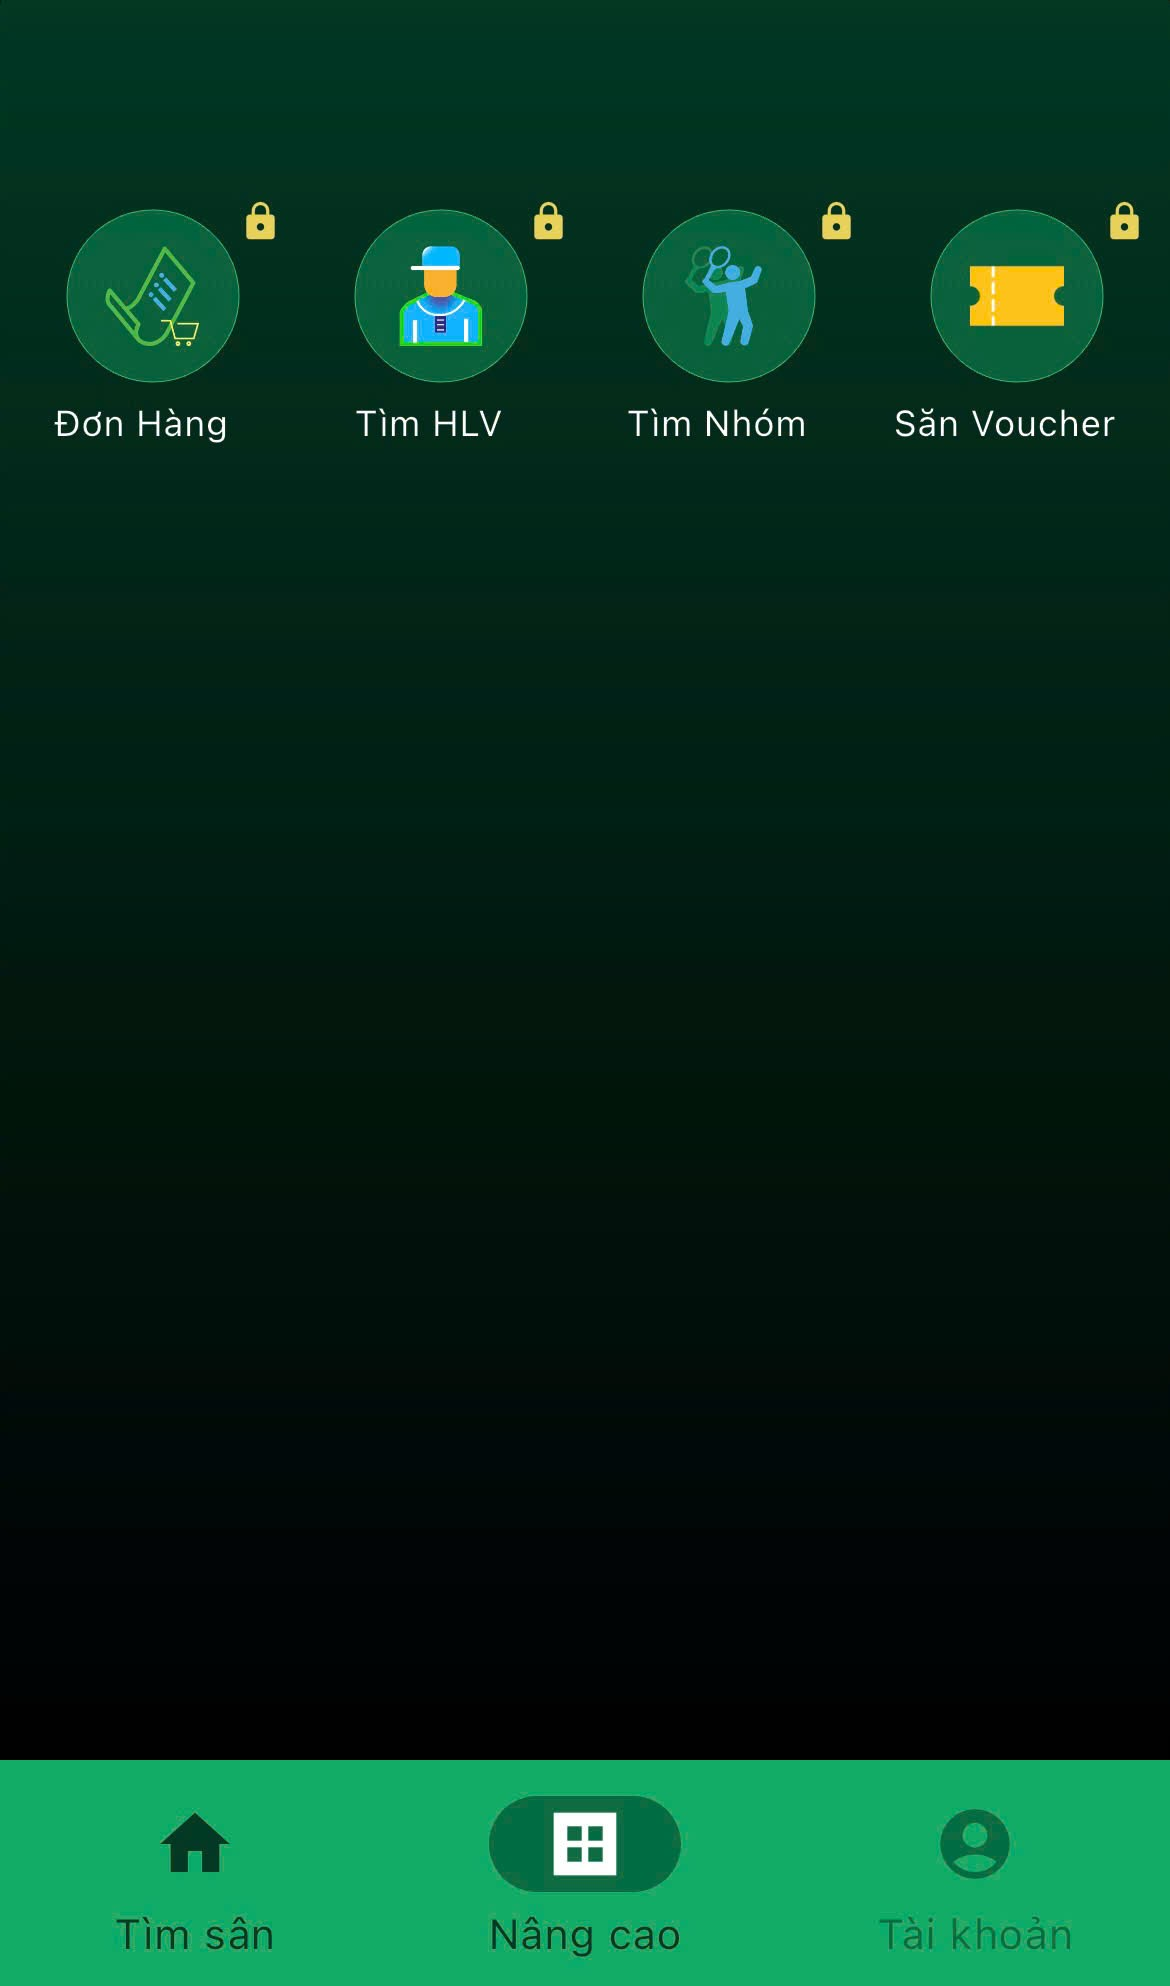 Đơn Hàng
Tìm HLV
Tìm Nhóm
Săn Voucher
Tìm sân
Nâng cao
Tài khoản